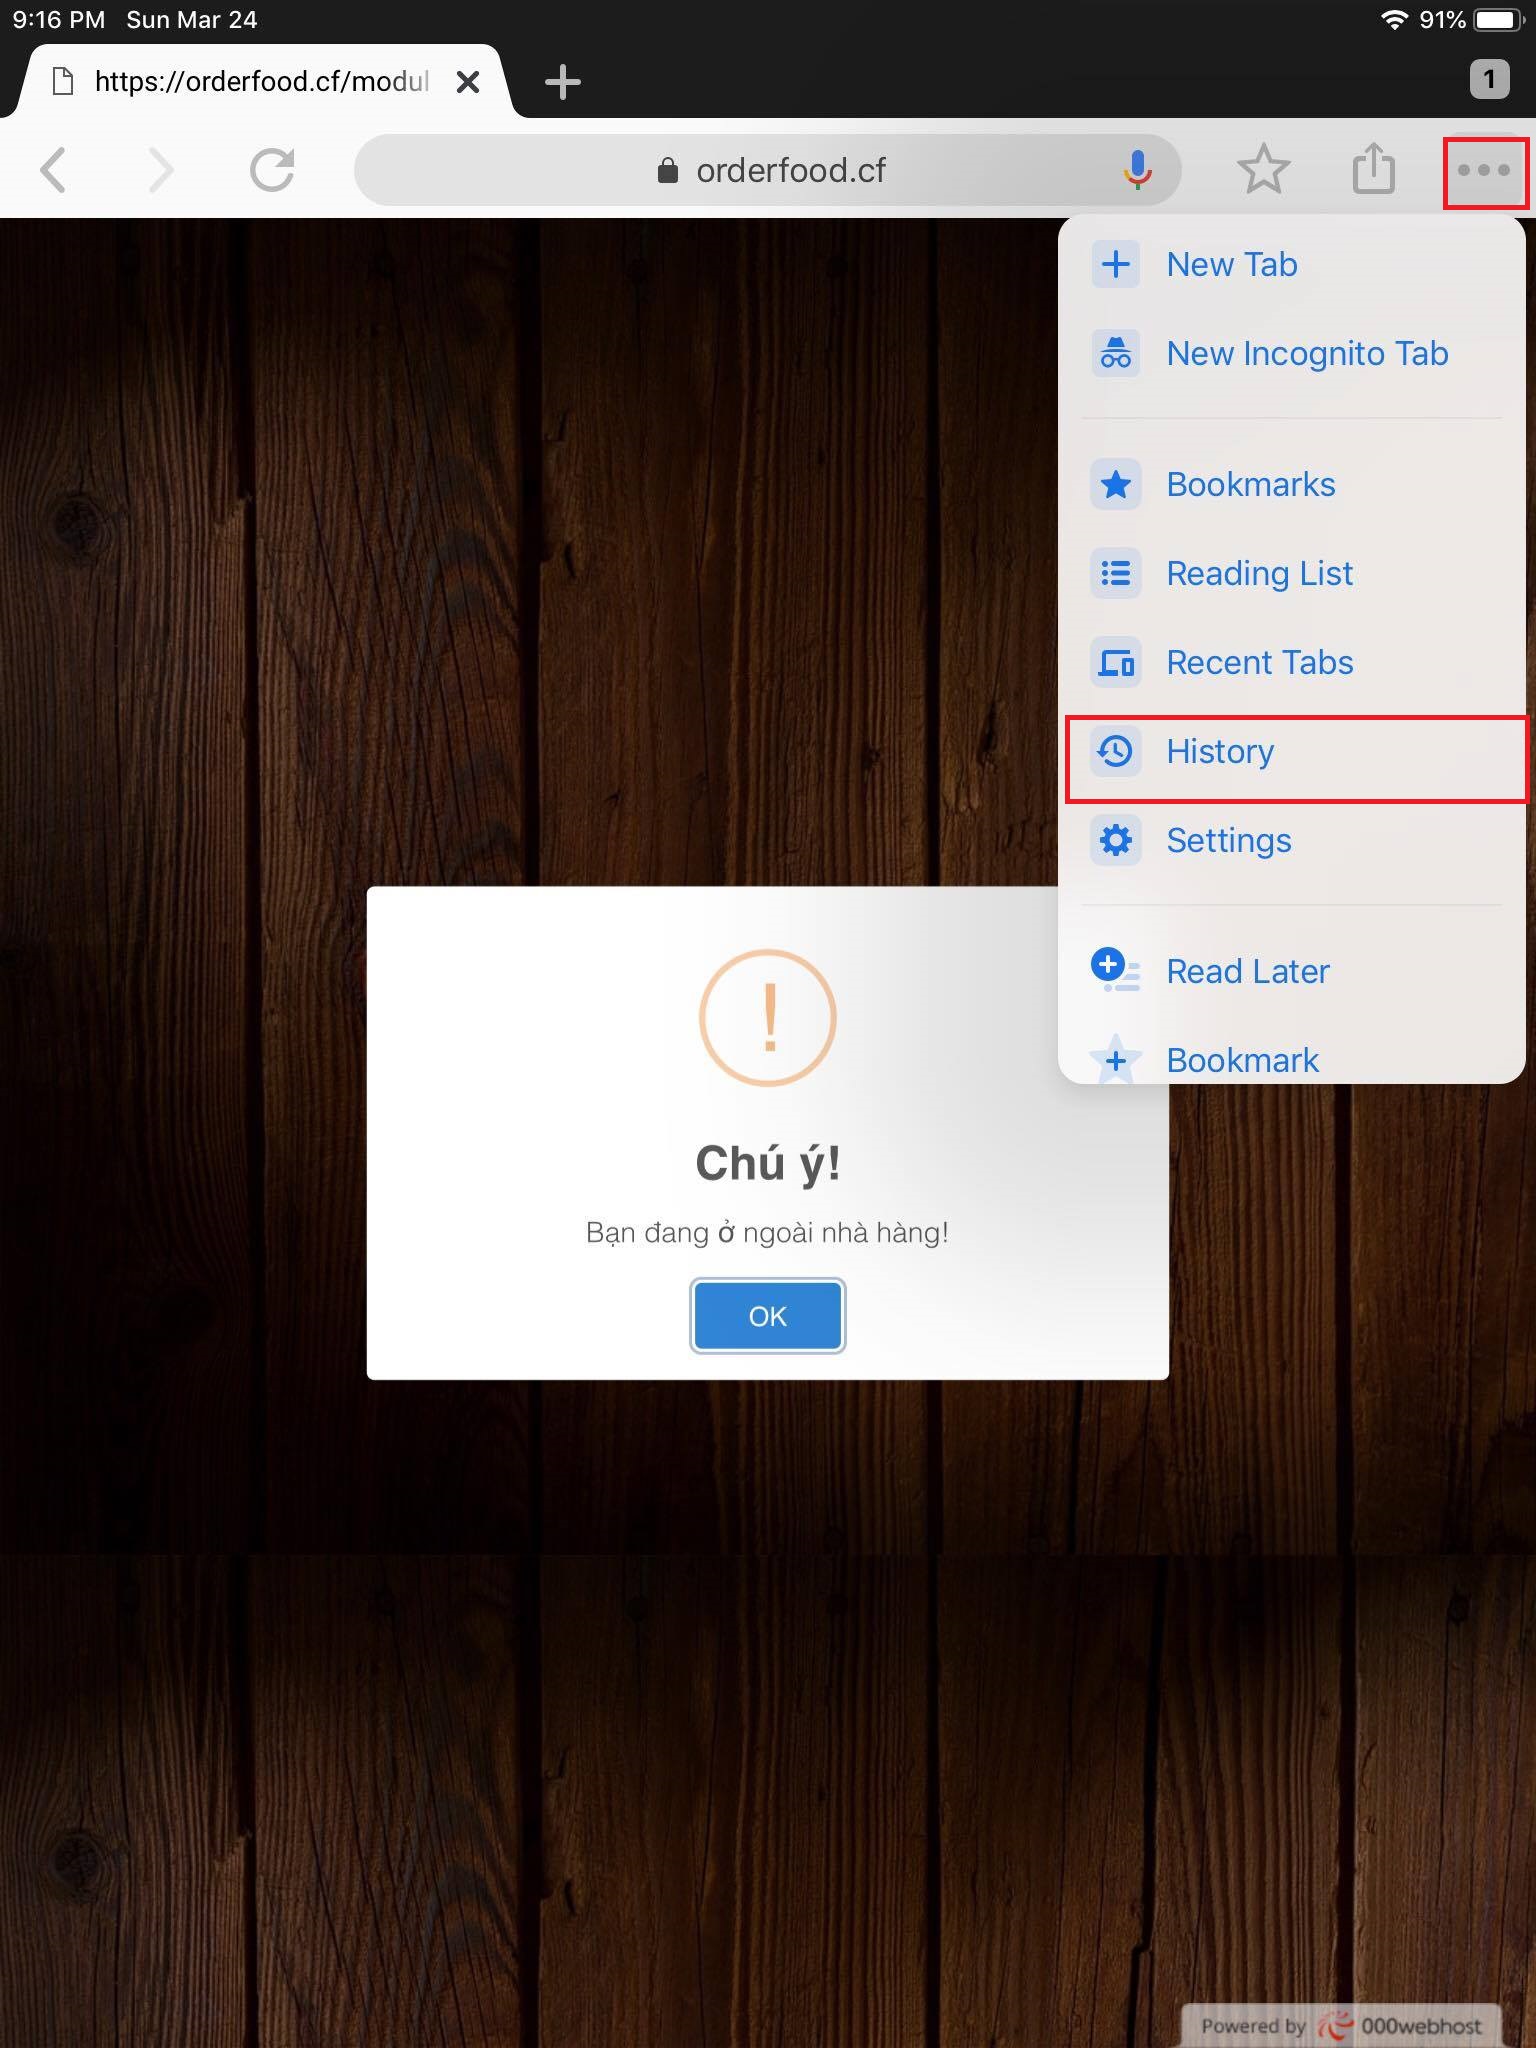 9:16 PM Sun Mar 24
91%
https://orderfood.cf/modul
1
orderfood.cf
New Tab
New Incognito Tab
Bookmarks
Reading List
Recent Tabs
History
Settings
Read Later
Bookmark
Chú ý!
Bạn đang ở ngoài nhà hàng!
OK
Powered by 000webhost